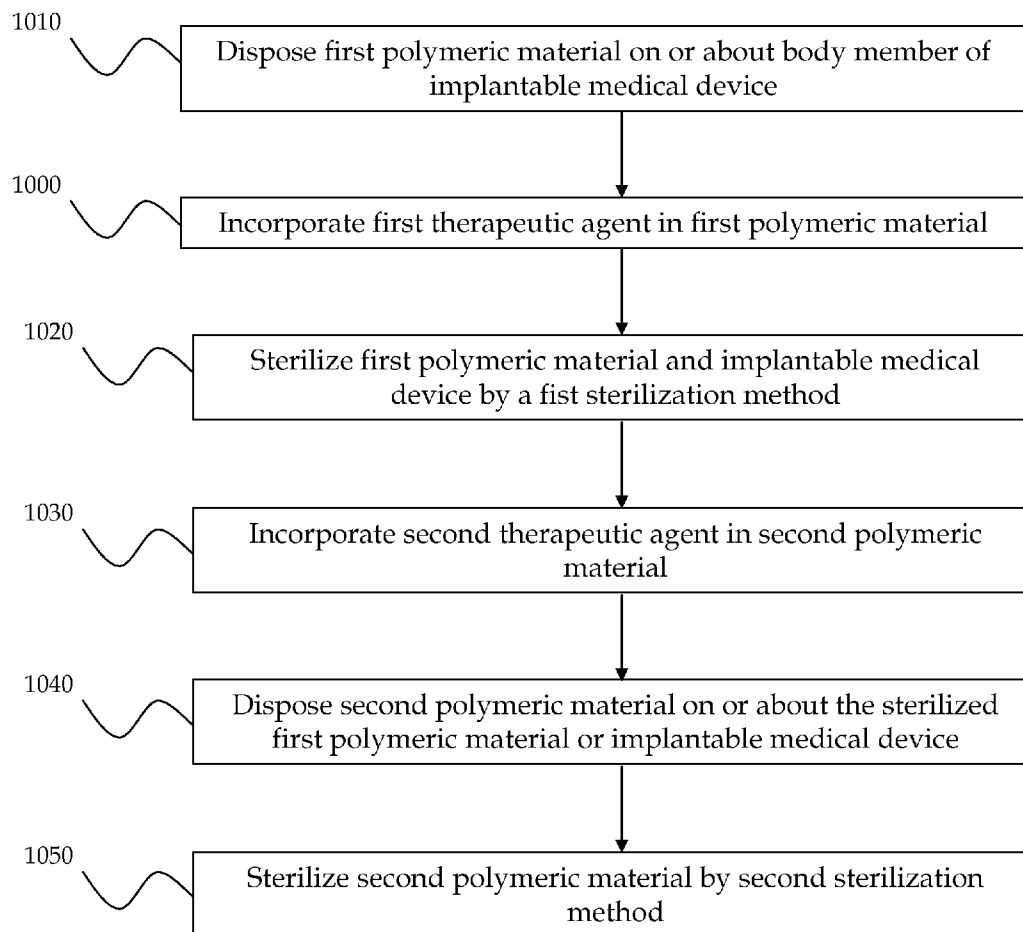 1010
Dispose first polymeric material on or about body member of
implantable medical device
1000
Incorporate first therapeutic agent in first polymeric material
1020
Sterilize first polymeric material and implantable medical
device by a fist sterilization method
1030
Incorporate second therapeutic agent in second polymeric
material
1040
Dispose second polymeric material on or about the sterilized
first polymeric material or implantable medical device
1050
Sterilize second polymeric material by second sterilization
method